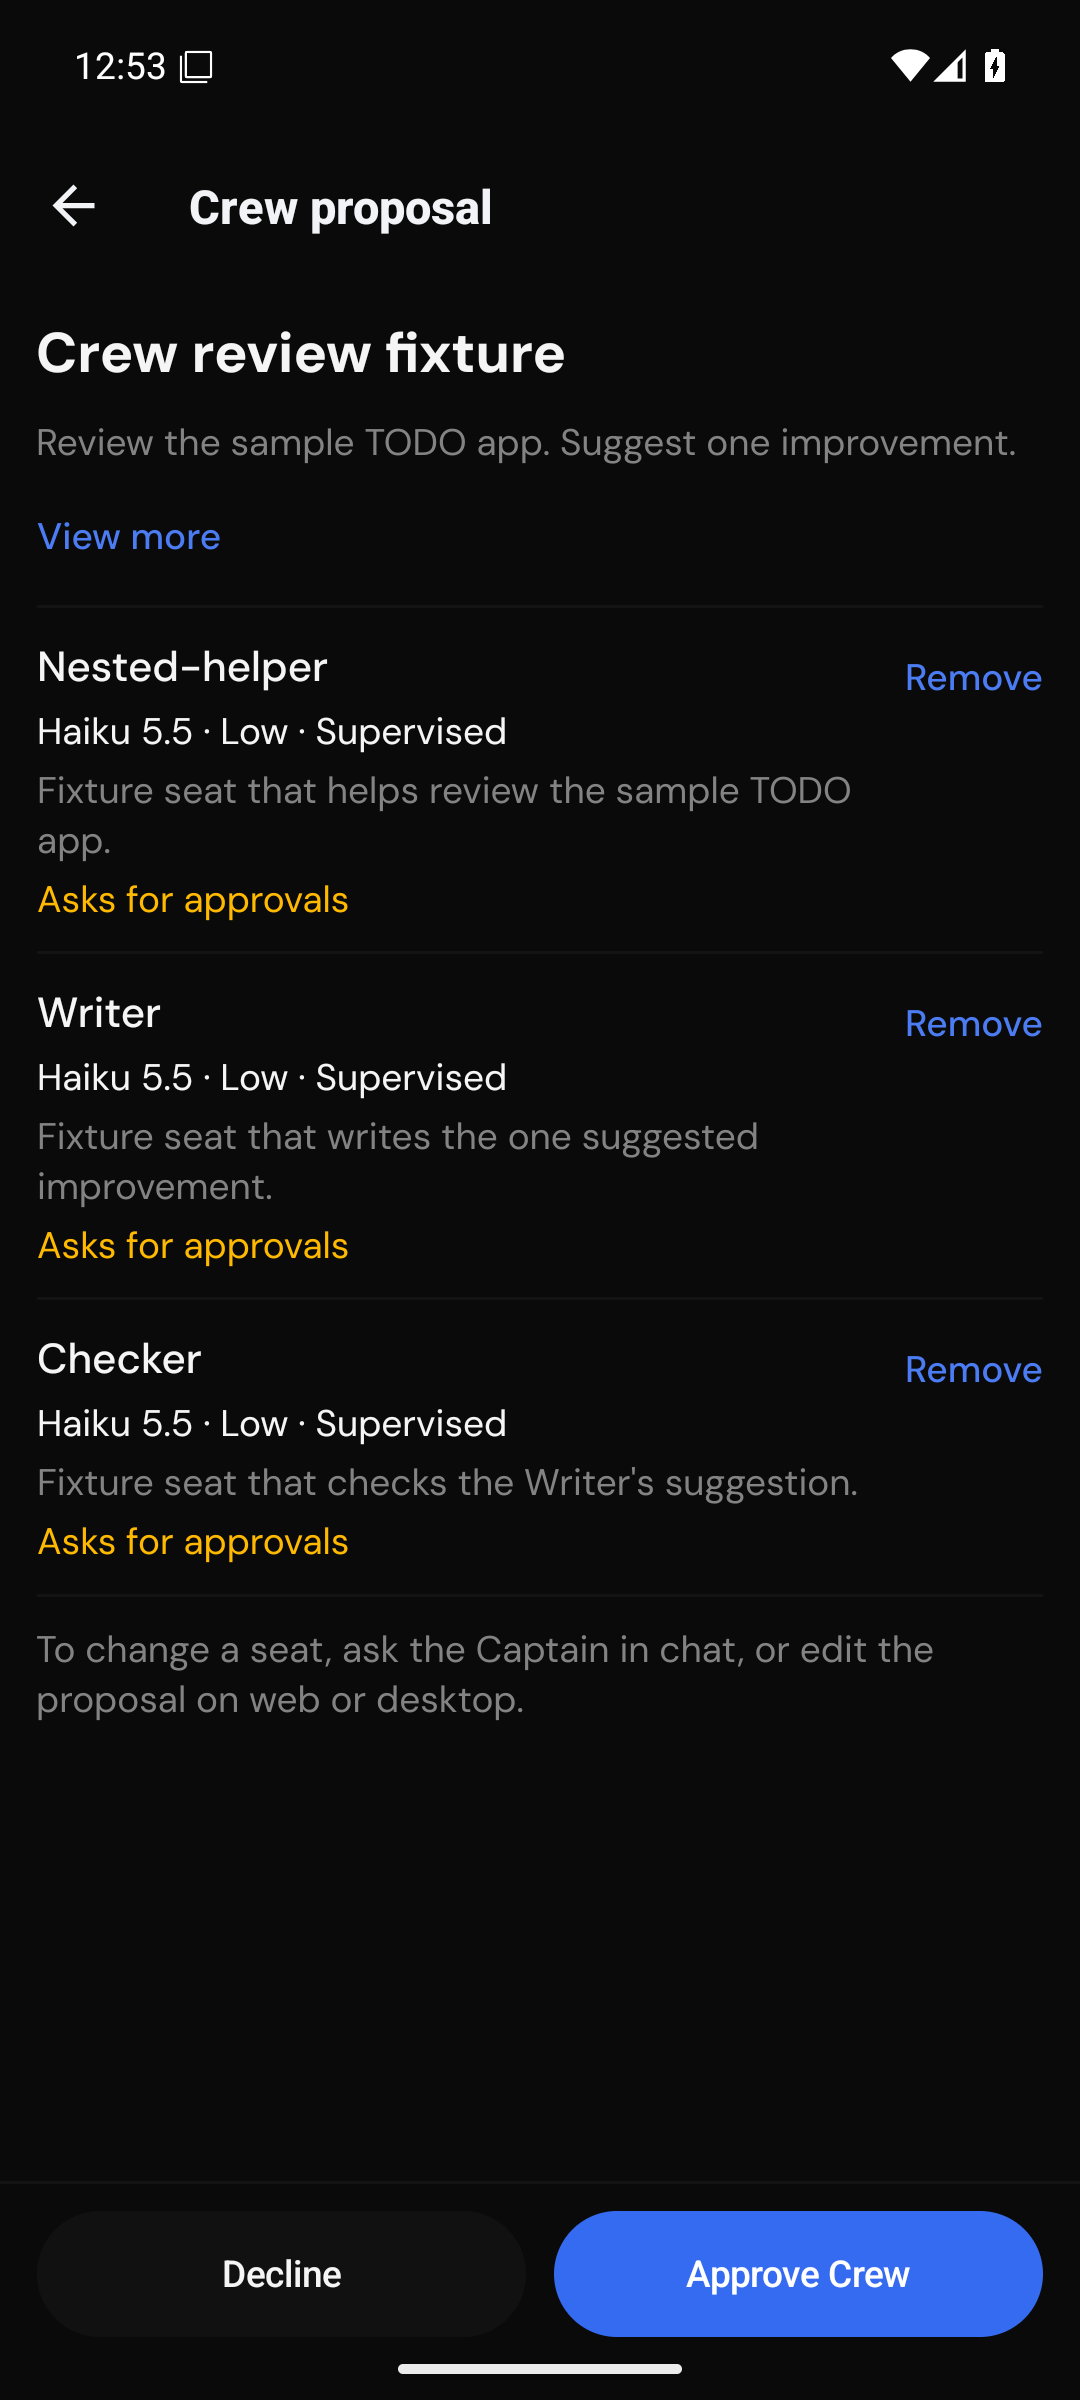 12:53
Crew proposal
Crew review fixture
Review the sample TODO app. Suggest one improvement.
View more
Nested-helper
Remove
Haiku 5.5 · Low · Supervised
Fixture seat that helps review the sample TODO
app.
Asks for approvals
Writer
Remove
Haiku 5.5 · Low · Supervised
Fixture seat that writes the one suggested
improvement.
Asks for approvals
Checker
Remove
Haiku 5.5 · Low · Supervised
Fixture seat that checks the Writer's suggestion.
Asks for approvals
To change a seat, ask the Captain in chat, or edit the
proposal on web or desktop.
Decline
Approve Crew